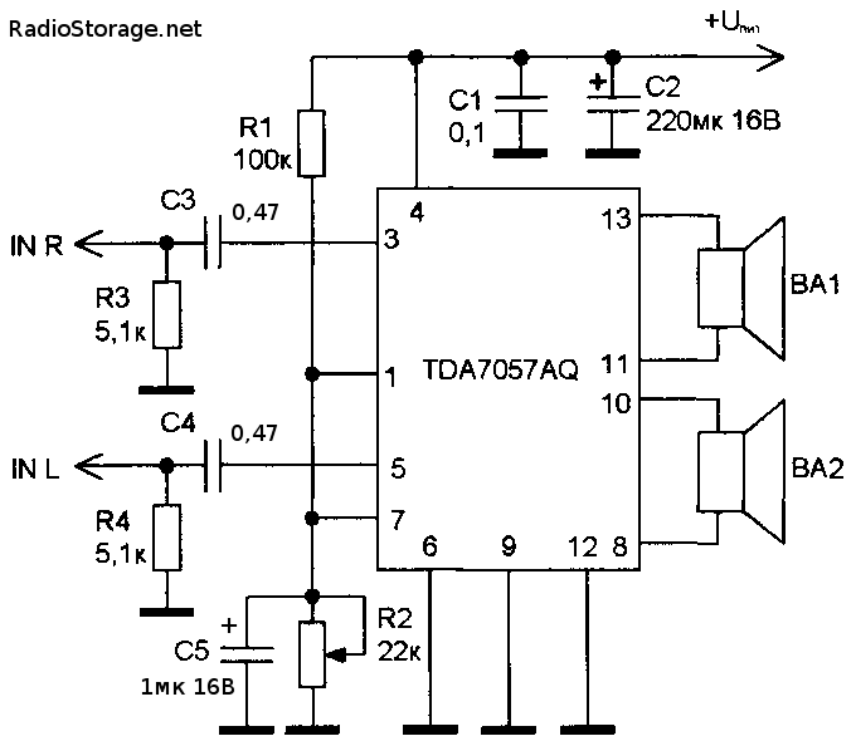 RadioStorage.net
+Uпит
C1
0,1
C2
220мк 16В
R1
100к
C3
0,47
IN R
R3
5,1к
4
3
13
BA1
11
1
TDA7057AQ
10
C4
0,47
IN L
5
BA2
R4
5,1к
7
6
9
12
8
+
C5
1мк 16В
R2
22к
+